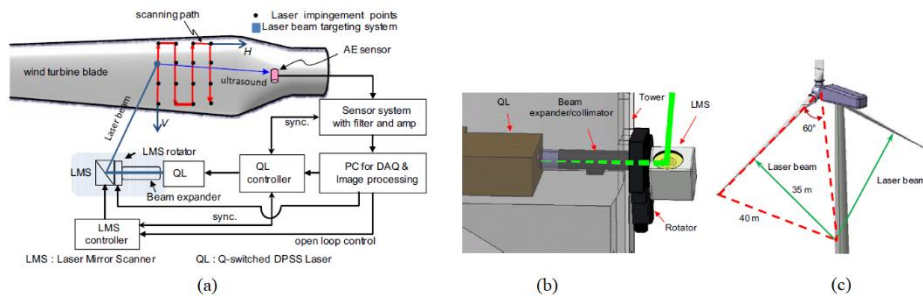 scanning path
Laser impingement points
Laser beam targeting system
H
AE sensor
wind turbine blade
ultrasound
Laser beam
V
sync.
Sensor system
with filter and amp
LMS rotator
LMS
QL
QL
controller
PC for DAQ &
Image processing
Beam expander
sync.
LMS
controller
open loop control
LMS : Laser Mirror Scanner
QL : Q-switched DPSS Laser
(a)
QL
Beam
expander/collimator
Tower
LMS
Rotator
(b)
60°
Laser beam
35 m
Laser beam
40 m
(c)